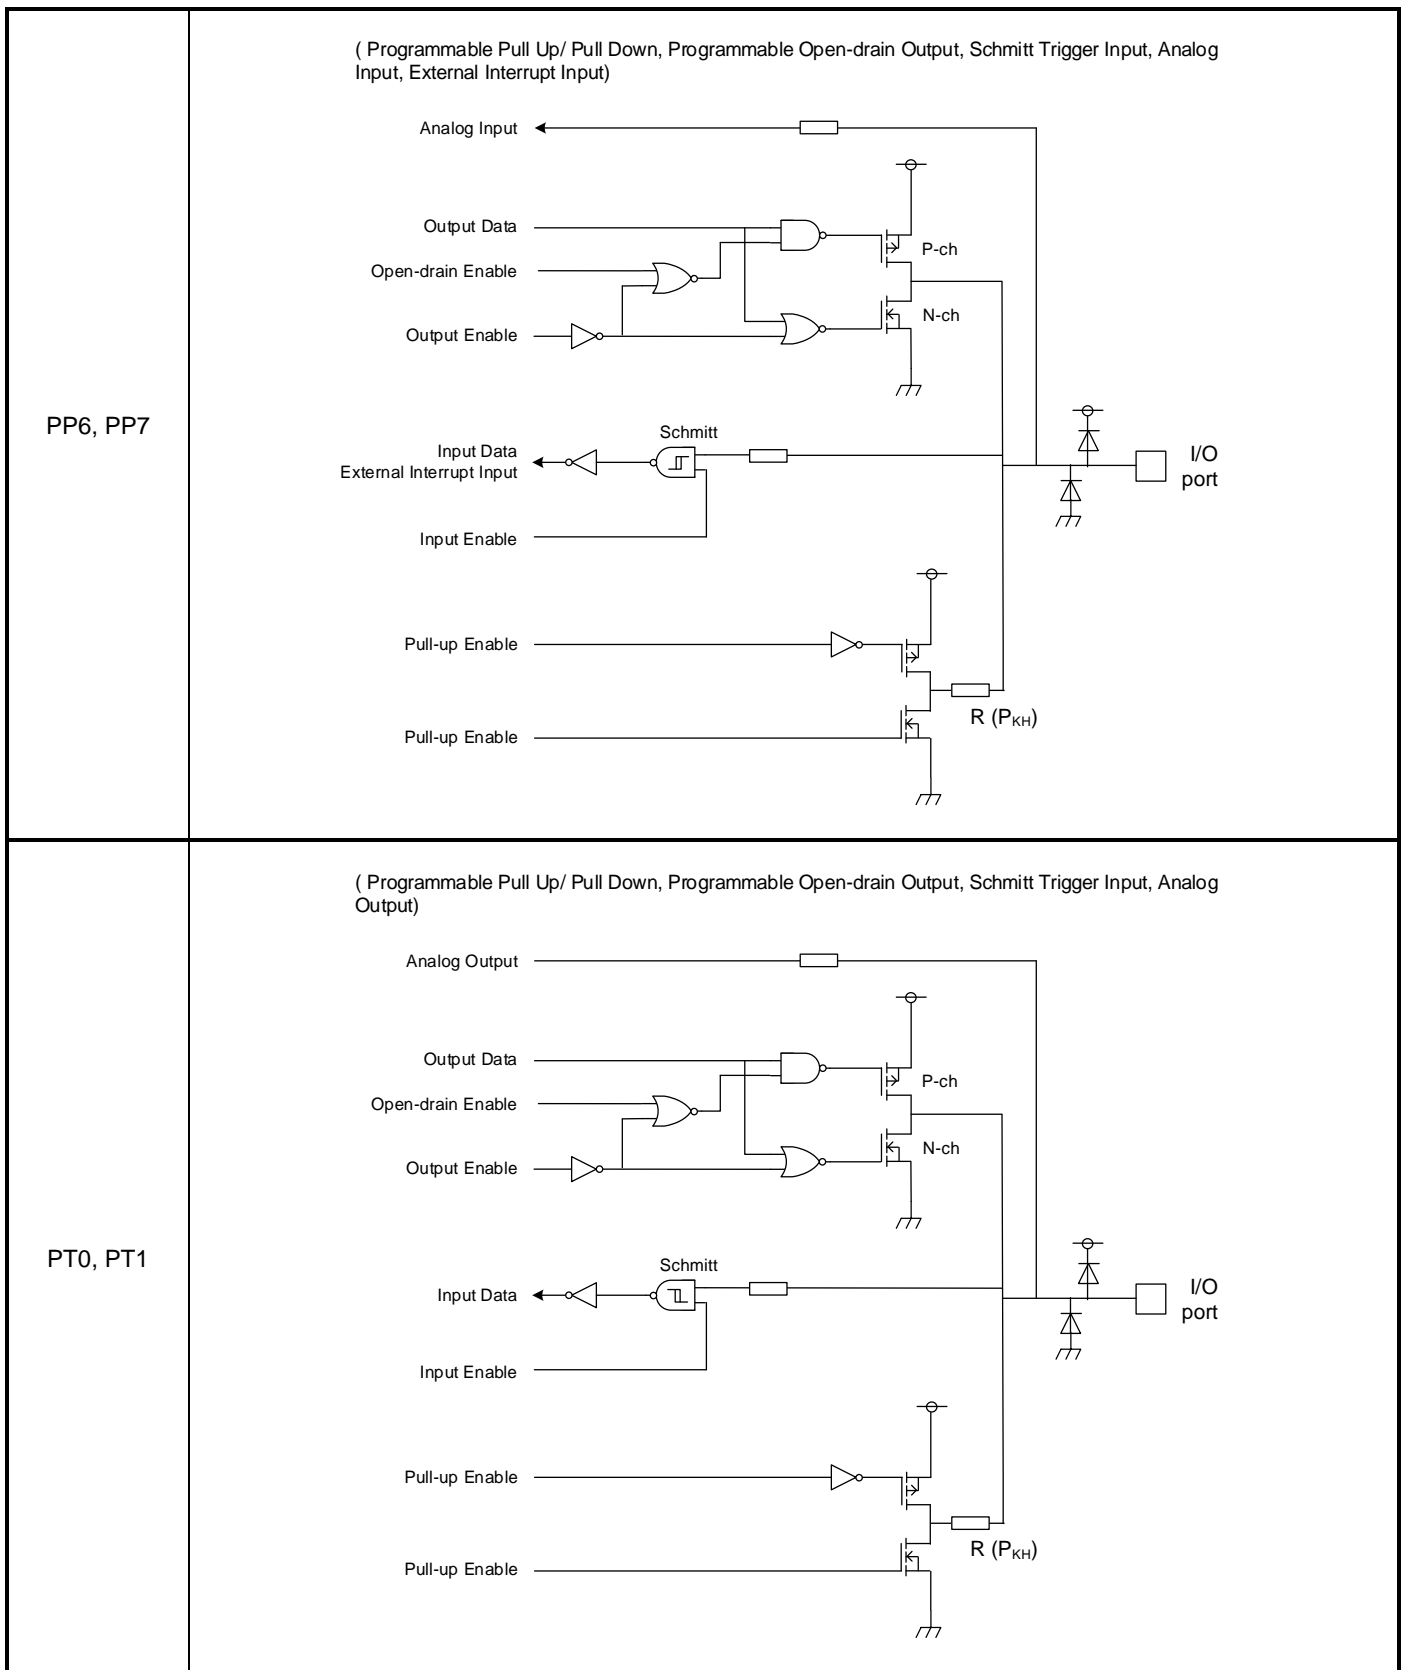 ( Programmable Pull Up/ Pull Down, Programmable Open-drain Output, Schmitt Trigger Input, Analog
Input, External Interrupt Input)
Analog Input
Output Data
P-ch
Open-drain Enable
N-ch
Output Enable
PP6, PP7
Schmitt
Input Data
External Interrupt Input
I/O
port
Input Enable
Pull-up Enable
R (PKH)
Pull-up Enable
( Programmable Pull Up/ Pull Down, Programmable Open-drain Output, Schmitt Trigger Input, Analog
Output)
Analog Output
Output Data
P-ch
Open-drain Enable
N-ch
Output Enable
PT0, PT1
Schmitt
Input Data
I/O
port
Input Enable
Pull-up Enable
R (PKH)
Pull-up Enable